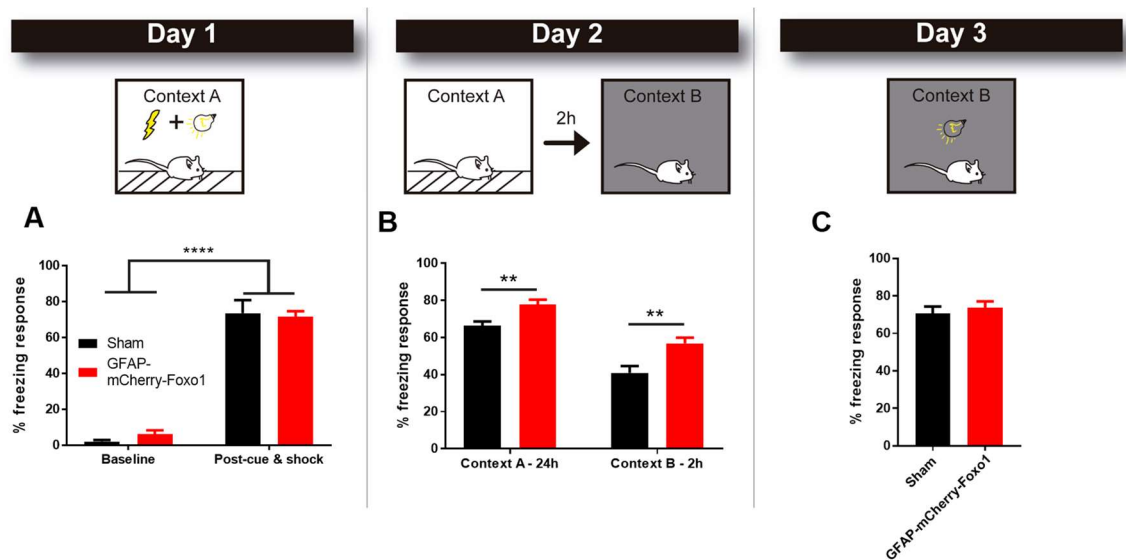 Day 1
Day 2
Day 3
Context A
+
Context A
2h
Context B
Context B
A
B
C
****
% freezing response
100
80
60
40
20
0
Sham
GFAP-
mCherry-Foxo1
Baseline
Post-cue & shock
**
**
% freezing response
100
80
60
40
20
0
Context A - 24h
Context B - 2h
% freezing response
100
80
60
40
20
0
Sham
GFAP-mCherry-Foxo1